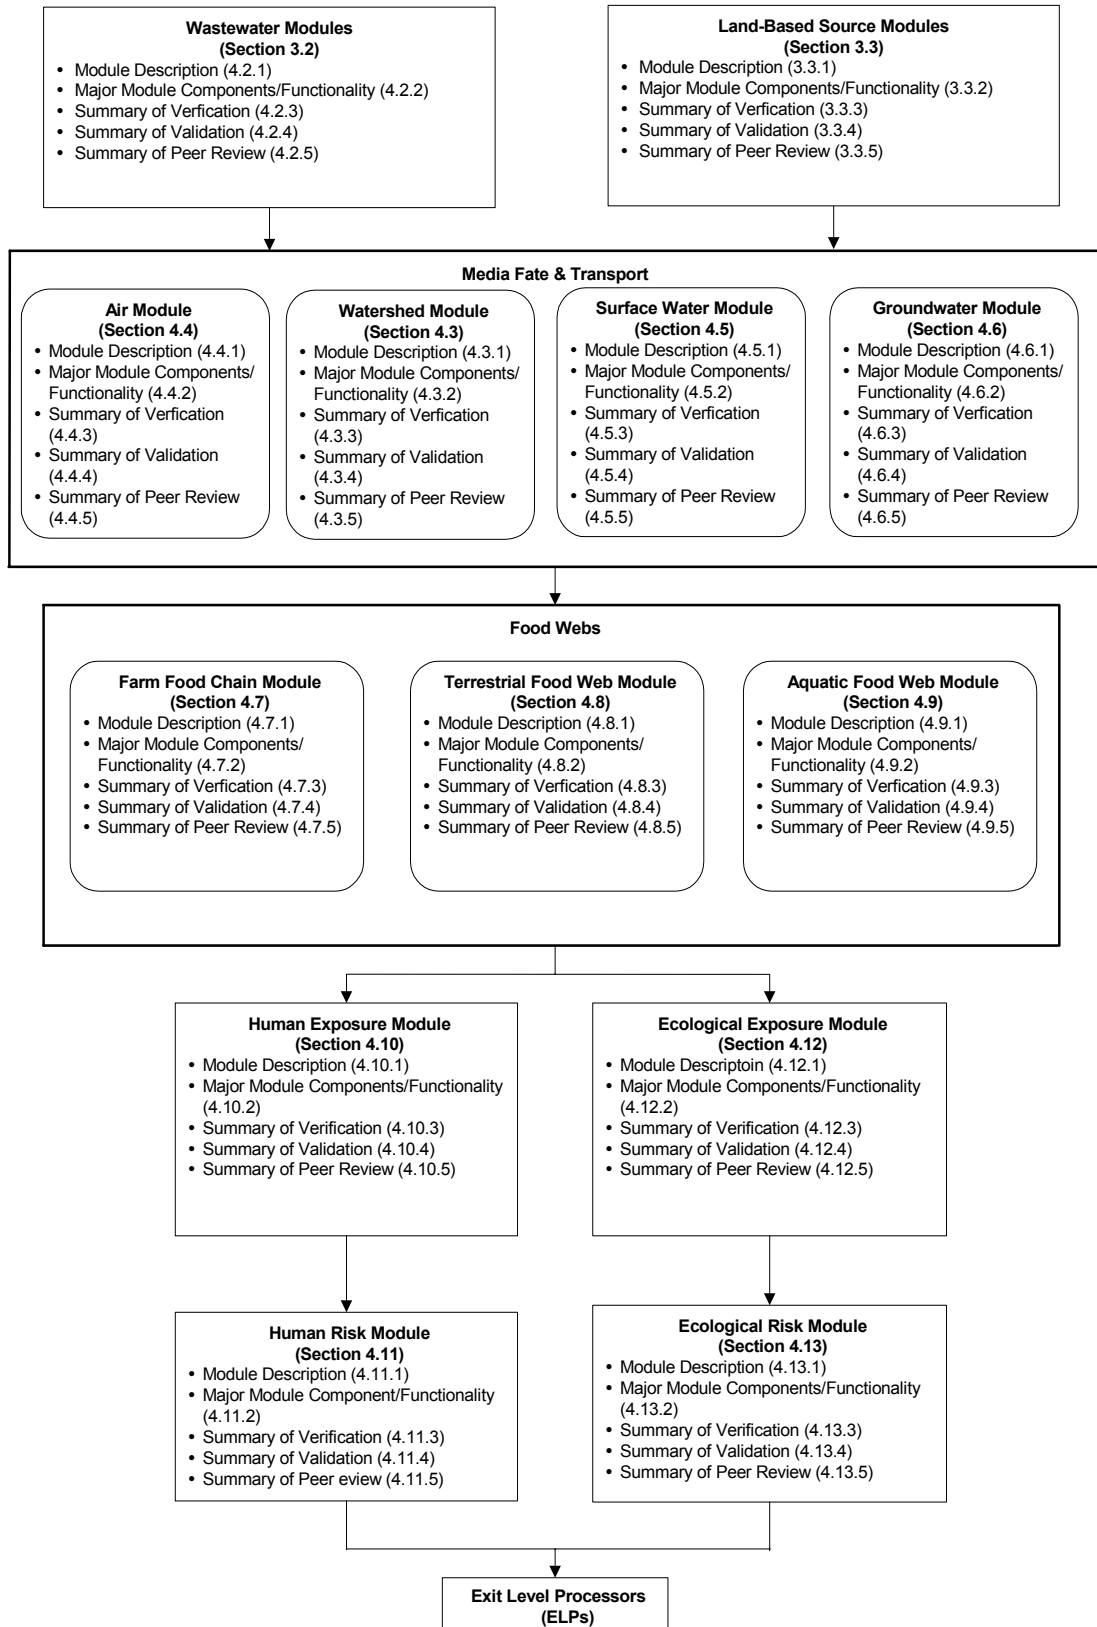 Wastewater Modules
(Section 3.2)
• Module Description (4.2.1)
• Major Module Components/Functionality (4.2.2)
• Summary of Verfication (4.2.3)
• Summary of Validation (4.2.4)
• Summary of Peer Review (4.2.5)
Land-Based Source Modules
(Section 3.3)
• Module Description (3.3.1)
• Major Module Components/Functionality (3.3.2)
• Summary of Verfication (3.3.3)
• Summary of Validation (3.3.4)
• Summary of Peer Review (3.3.5)
Media Fate & Transport
Air Module
(Section 4.4)
• Module Description (4.4.1)
• Major Module Components/
Functionality (4.4.2)
• Summary of Verfication
(4.4.3)
• Summary of Validation
(4.4.4)
• Summary of Peer Review
(4.4.5)
Watershed Module
(Section 4.3)
• Module Description (4.3.1)
• Major Module Components/
Functionality (4.3.2)
• Summary of Verfication
(4.3.3)
• Summary of Validation
(4.3.4)
• Summary of Peer Review
(4.3.5)
Surface Water Module
(Section 4.5)
• Module Description (4.5.1)
• Major Module Components/
Functionality (4.5.2)
• Summary of Verfication
(4.5.3)
• Summary of Validation
(4.5.4)
• Summary of Peer Review
(4.5.5)
Groundwater Module
(Section 4.6)
• Module Description (4.6.1)
• Major Module Components/
Functionality (4.6.2)
• Summary of Verfication
(4.6.3)
• Summary of Validation
(4.6.4)
• Summary of Peer Review
(4.6.5)
Food Webs
Farm Food Chain Module
(Section 4.7)
• Module Description (4.7.1)
• Major Module Components/
Functionality (4.7.2)
• Summary of Verfication (4.7.3)
• Summary of Validation (4.7.4)
• Summary of Peer Review (4.7.5)
Terrestrial Food Web Module
(Section 4.8)
• Module Description (4.8.1)
• Major Module Components/
Functionality (4.8.2)
• Summary of Verfication (4.8.3)
• Summary of Validation (4.8.4)
• Summary of Peer Review (4.8.5)
Aquatic Food Web Module
(Section 4.9)
• Module Description (4.9.1)
• Major Module Components/
Functionality (4.9.2)
• Summary of Verfication (4.9.3)
• Summary of Validation (4.9.4)
• Summary of Peer Review (4.9.5)
Human Exposure Module
(Section 4.10)
• Module Description (4.10.1)
• Major Module Components/Functionality
(4.10.2)
• Summary of Verification (4.10.3)
• Summary of Validation (4.10.4)
• Summary of Peer Review (4.10.5)
Ecological Exposure Module
(Section 4.12)
• Module Descriptoin (4.12.1)
• Major Module Components/Functionality
(4.12.2)
• Summary of Verification (4.12.3)
• Summary of Validation (4.12.4)
• Summary of Peer Review (4.12.5)
Human Risk Module
(Section 4.11)
• Module Description (4.11.1)
• Major Module Component/Functionality
(4.11.2)
• Summary of Verification (4.11.3)
• Summary of Validation (4.11.4)
• Summary of Peer eview (4.11.5)
Ecological Risk Module
(Section 4.13)
• Module Description (4.13.1)
• Major Module Components/Functionality
(4.13.2)
• Summary of Verification (4.13.3)
• Summary of Validation (4.13.4)
• Summary of Peer Review (4.13.5)
Exit Level Processors
(ELPs)